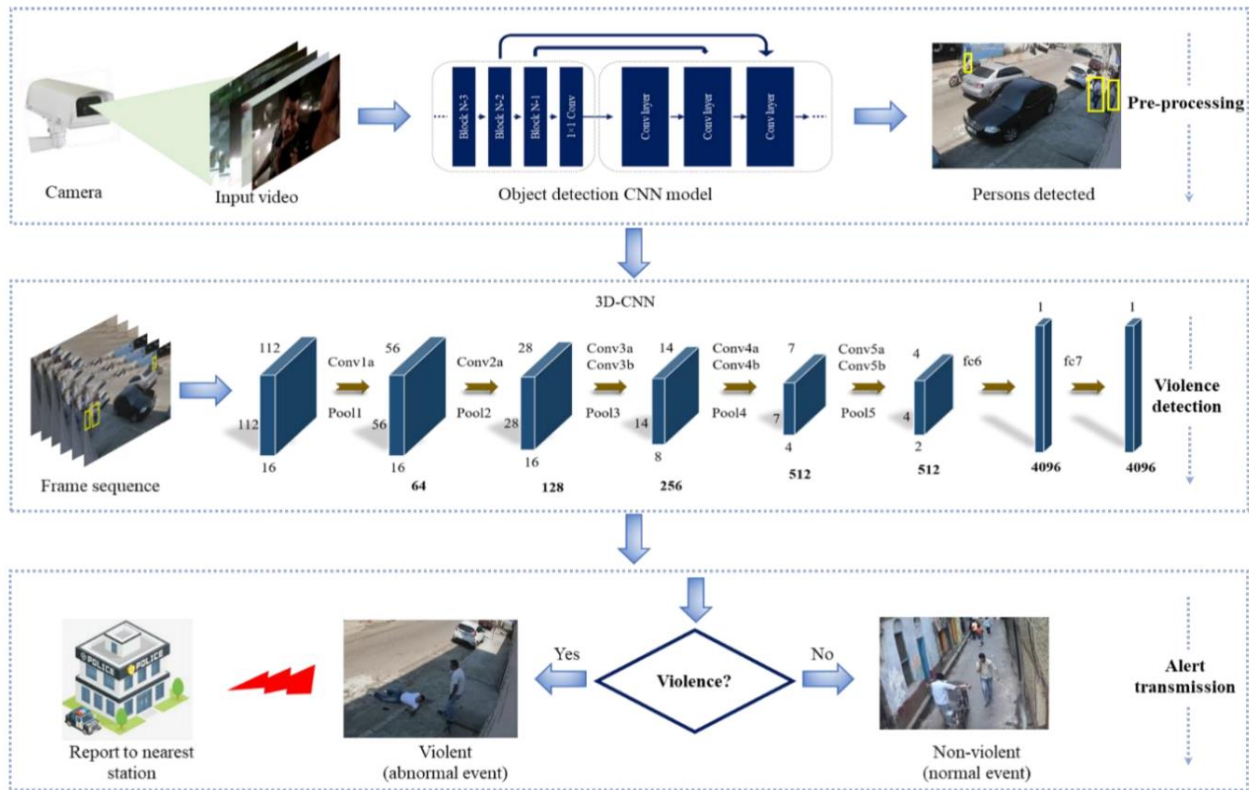 Block N-3
Block N-2
Block N-1
1×1 Conv
Conv layer
Conv layer
Conv layer
Camera
Input video
Object detection CNN model
Persons detected
Pre-processing
3D-CNN
112
112
16
Conv1a
Pool1
56
56
16
64
Conv2a
Pool2
28
28
16
128
Conv3a
Conv3b
Pool3
14
14
8
256
Conv4a
Conv4b
Pool4
7
7
4
512
Conv5a
Conv5b
Pool5
4
4
2
512
fc6
1
4096
fc7
1
4096
Frame sequence
Violence
detection
POLICE
POLICE
Report to nearest
station
Yes
Violent
(abnormal event)
Violence?
No
Non-violent
(normal event)
Alert
transmission